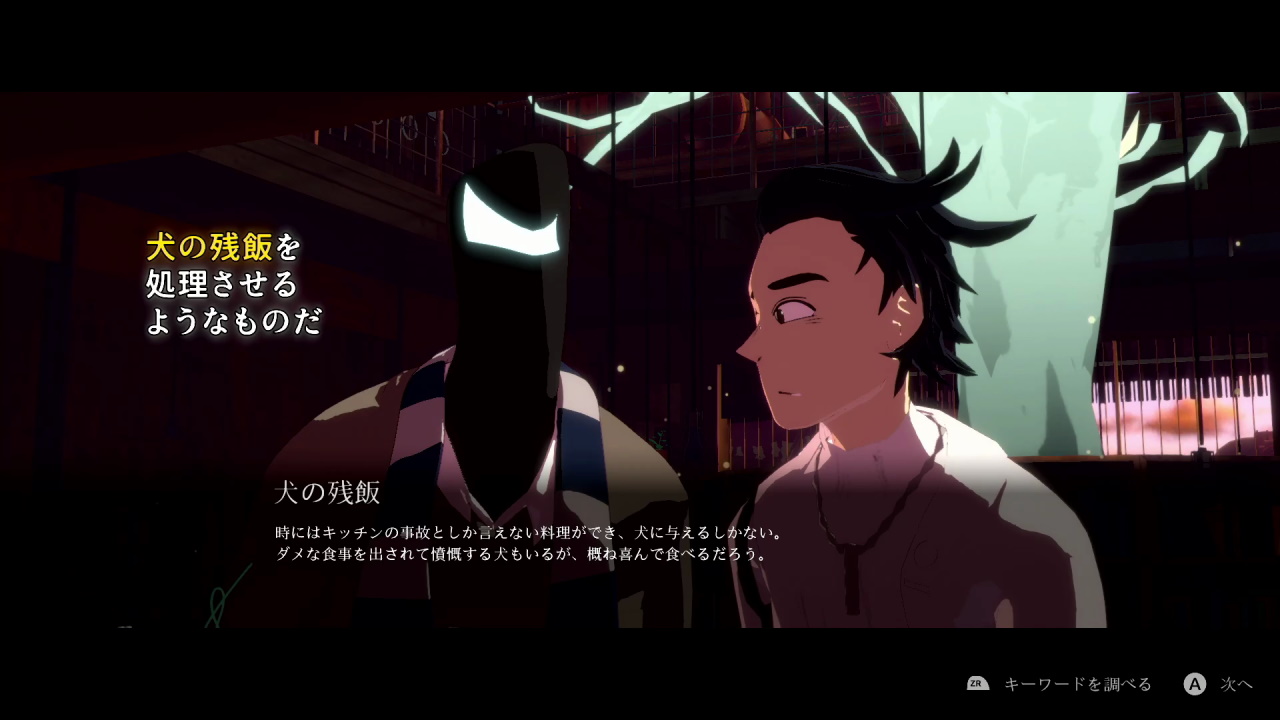 犬の残飯を
処理させる
ようなものだ
犬の残飯
時にはキッチンの事故としか言えない料理ができ、犬に与えるしかない。
ダメな食事を出されて憤慨する犬もいるが、概ね喜んで食べるだろう。
ZR キーワードを調べる A 次へ